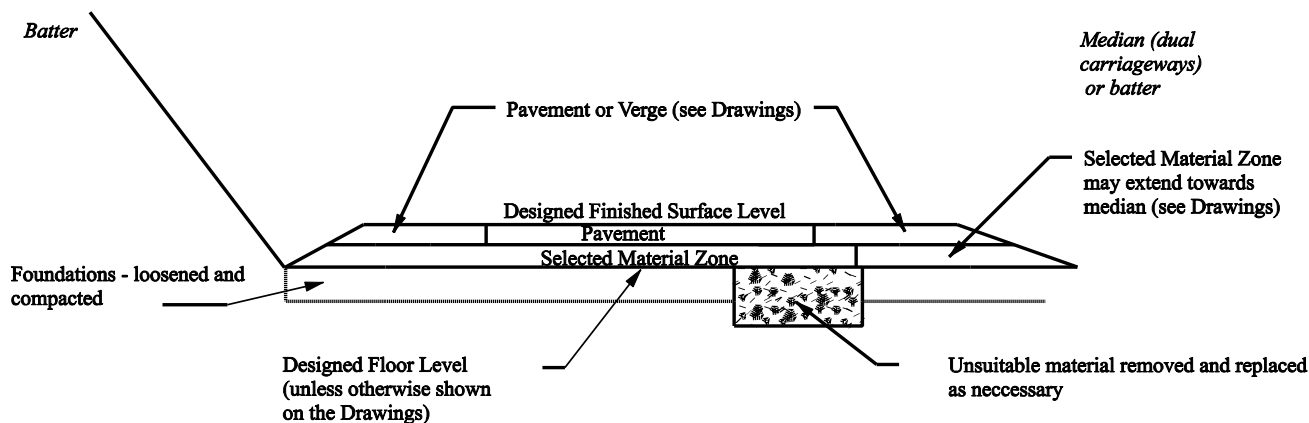 Batter
Median (dual
carriageways)
or batter
Pavement or Verge (see Drawings)
Selected Material Zone
may extend towards
median (see Drawings)
Designed Finished Surface Level
Pavement
Selected Material Zone
Foundations - loosened and
compacted
Designed Floor Level
(unless otherwise shown
on the Drawings)
Unsuitable material removed and replaced
as neccessary